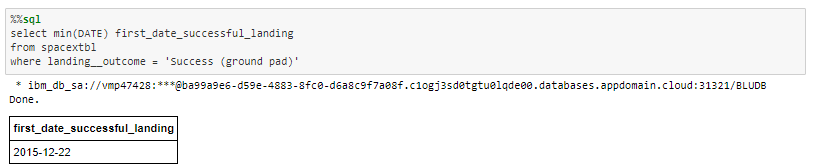 %%sql
select min(DATE) first_date_successful_landing
from spacextbl
where landing__outcome = 'Success (ground pad)'
* ibm_db_sa://vmp47428:***@ba99a9e6-d59e-4883-8fc0-d6a8c9f7a08f.c1ogj3sd0tgtu0lqde00.databases.appdomain.cloud:31321/BLUDB
Done.
first_date_successful_landing
2015-12-22